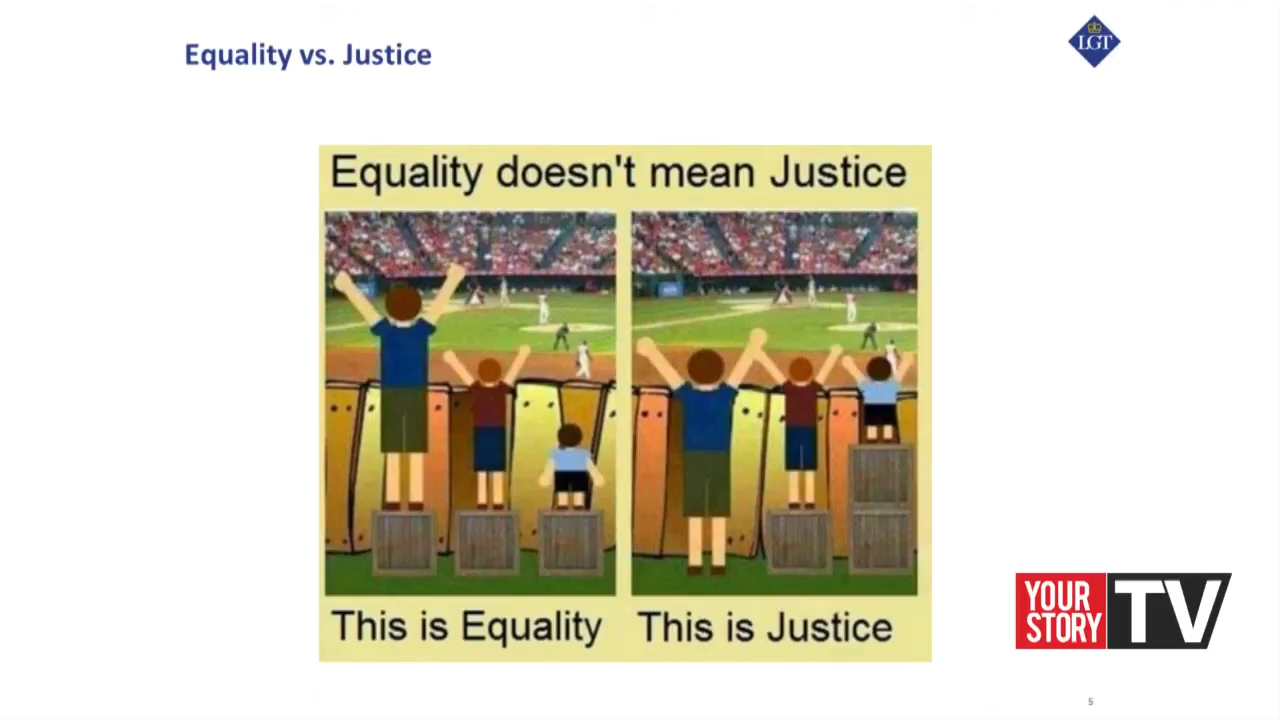 Equality vs. Justice
LGT
Equality doesn't mean Justice
This is Equality
This is Justice
YOUR
STORY
TV
5